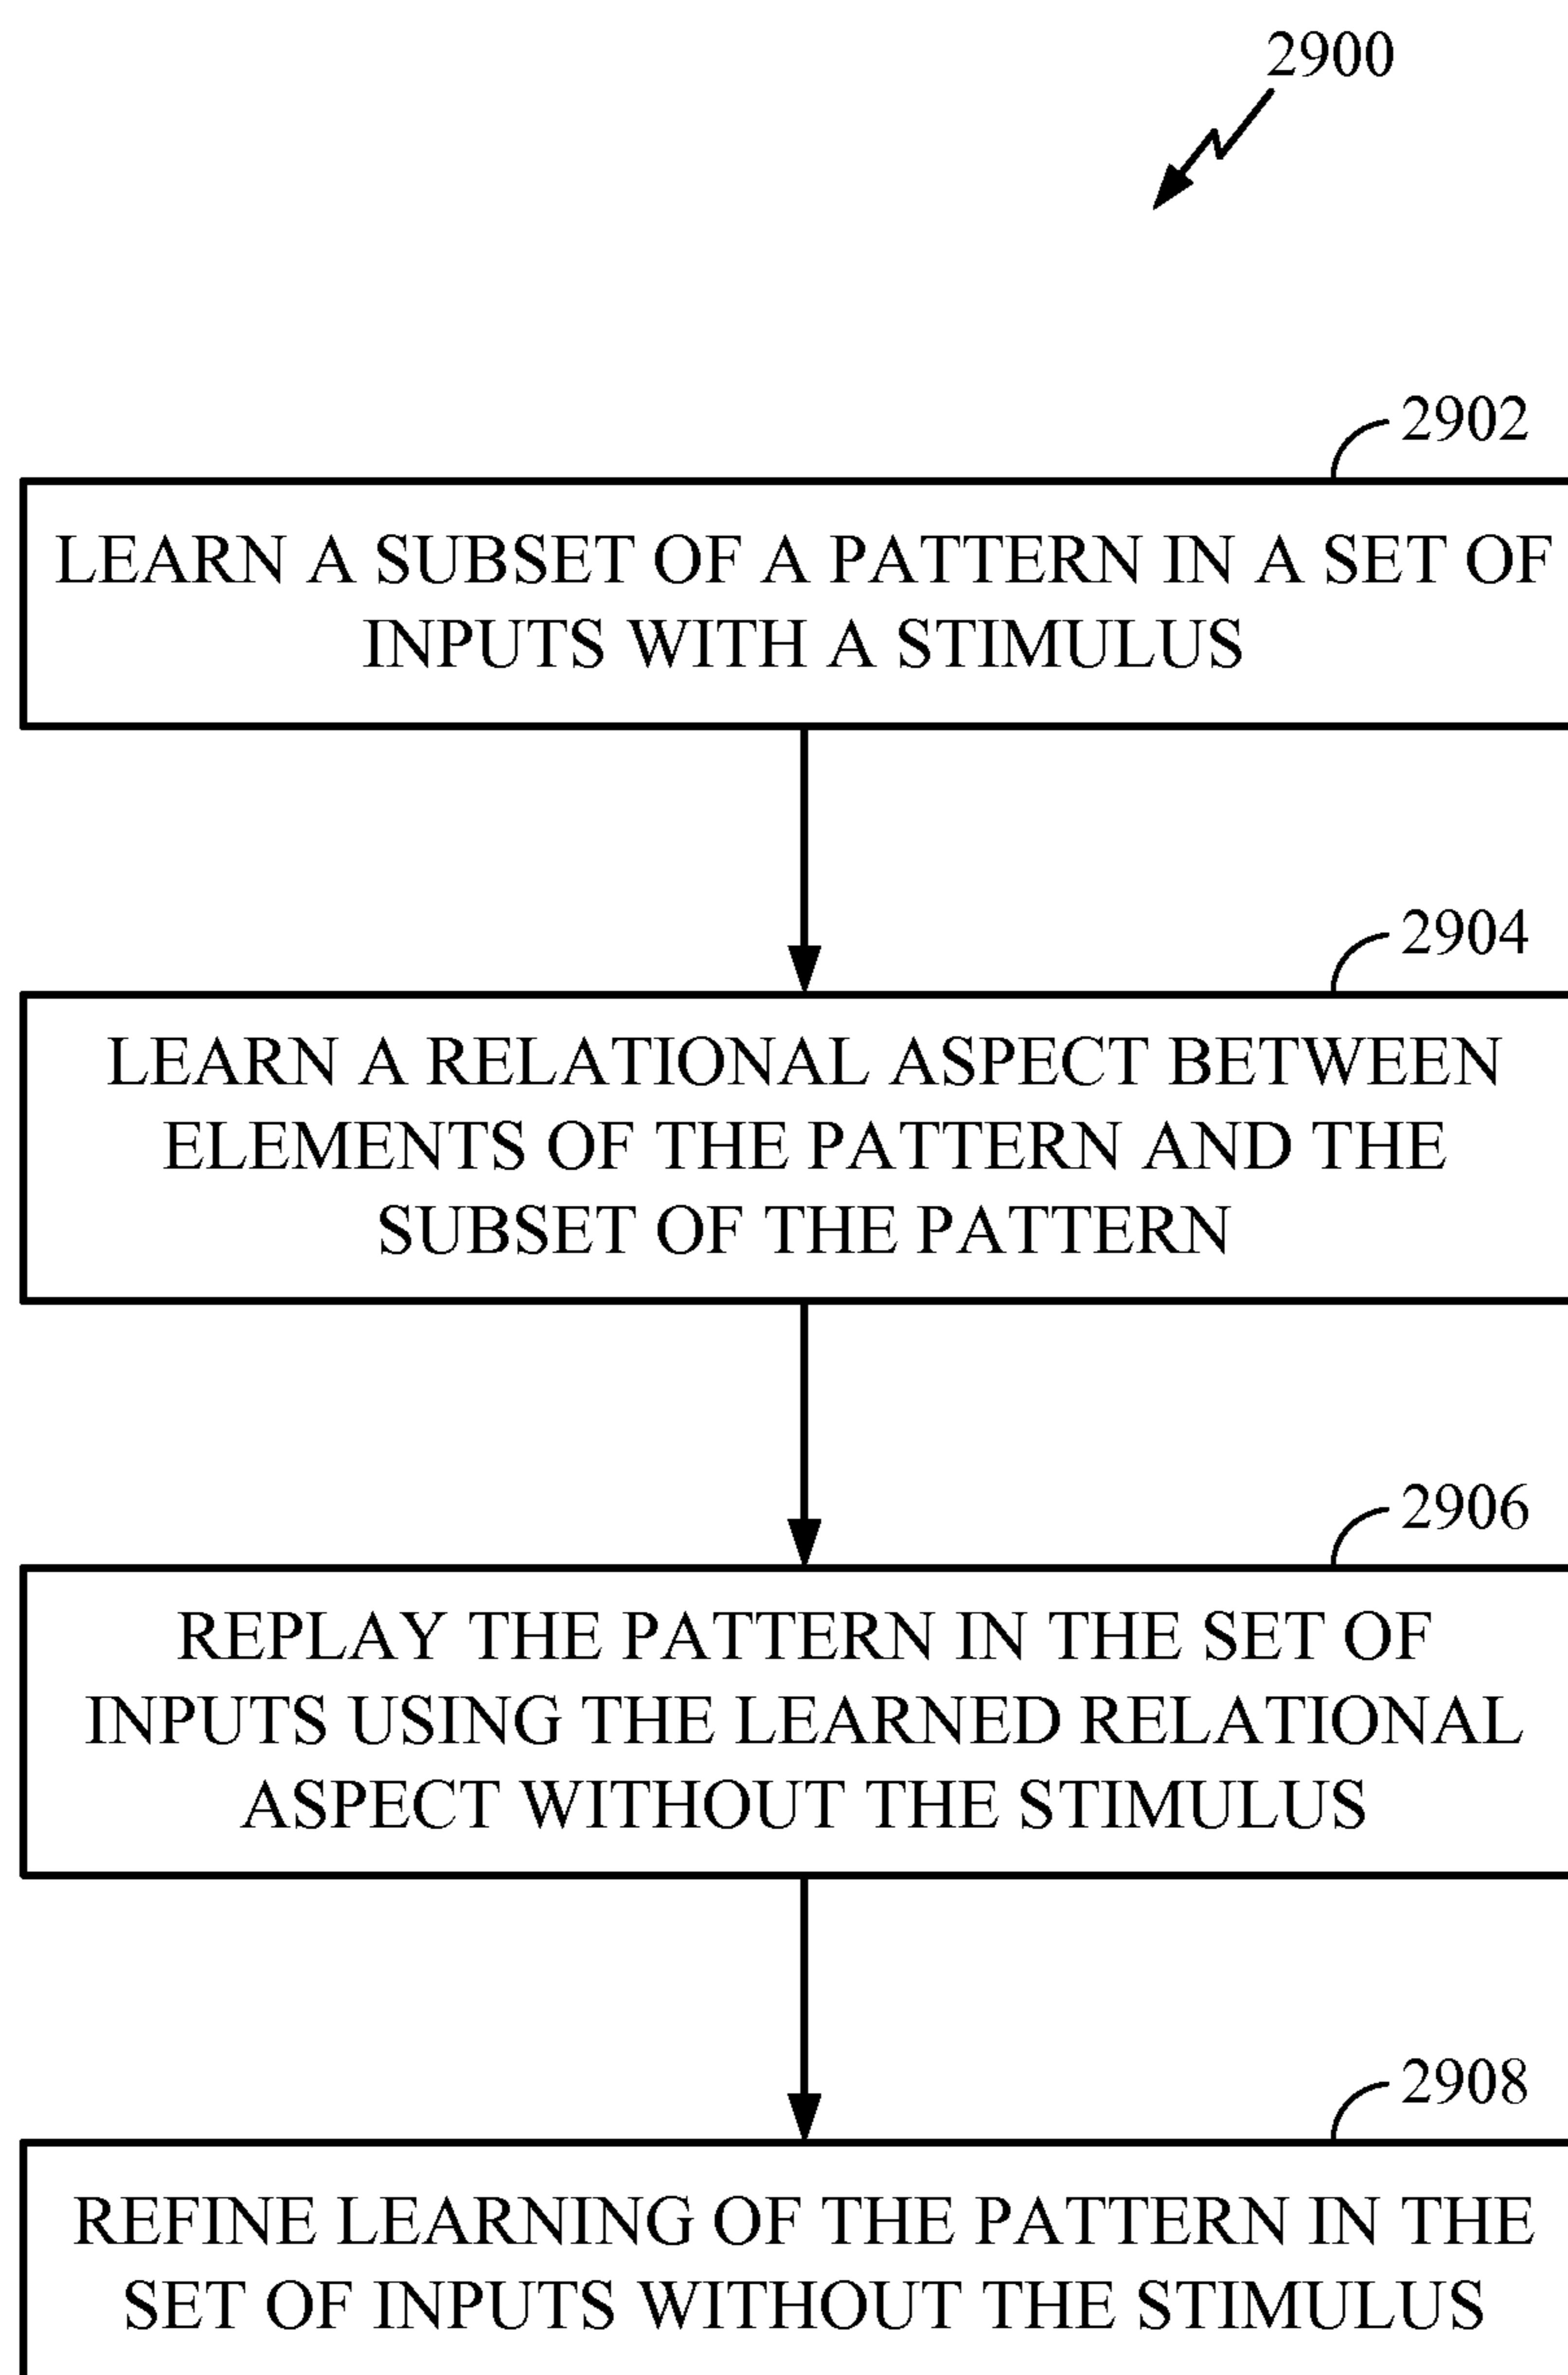 2900
2902
LEARN A SUBSET OF A PATTERN IN A SET OF
INPUTS WITH A STIMULUS
2904
LEARN A RELATIONAL ASPECT BETWEEN
ELEMENTS OF THE PATTERN AND THE
SUBSET OF THE PATTERN
2906
REPLAY THE PATTERN IN THE SET OF
INPUTS USING THE LEARNED RELATIONAL
ASPECT WITHOUT THE STIMULUS
2908
REFINE LEARNING OF THE PATTERN IN THE
SET OF INPUTS WITHOUT THE STIMULUS